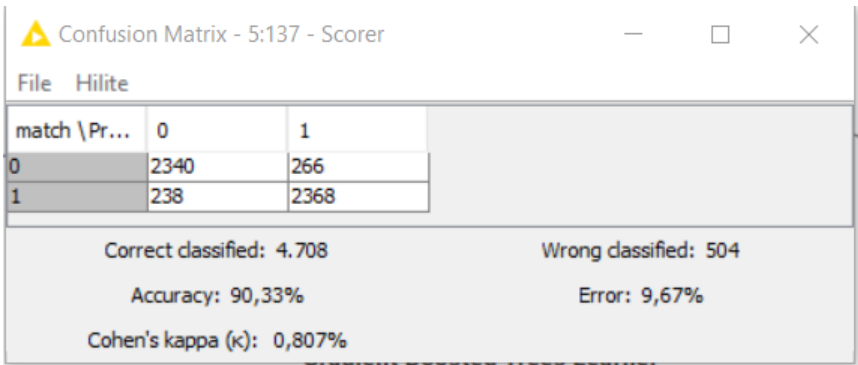 Confusion Matrix - 5:137 - Scorer
File Hilite
match \Pr... 0 1
0 2340 266
1 238 2368
Correct classified: 4.708 Wrong classified: 504
Accuracy: 90,33% Error: 9,67%
Cohen's kappa (κ): 0,807%